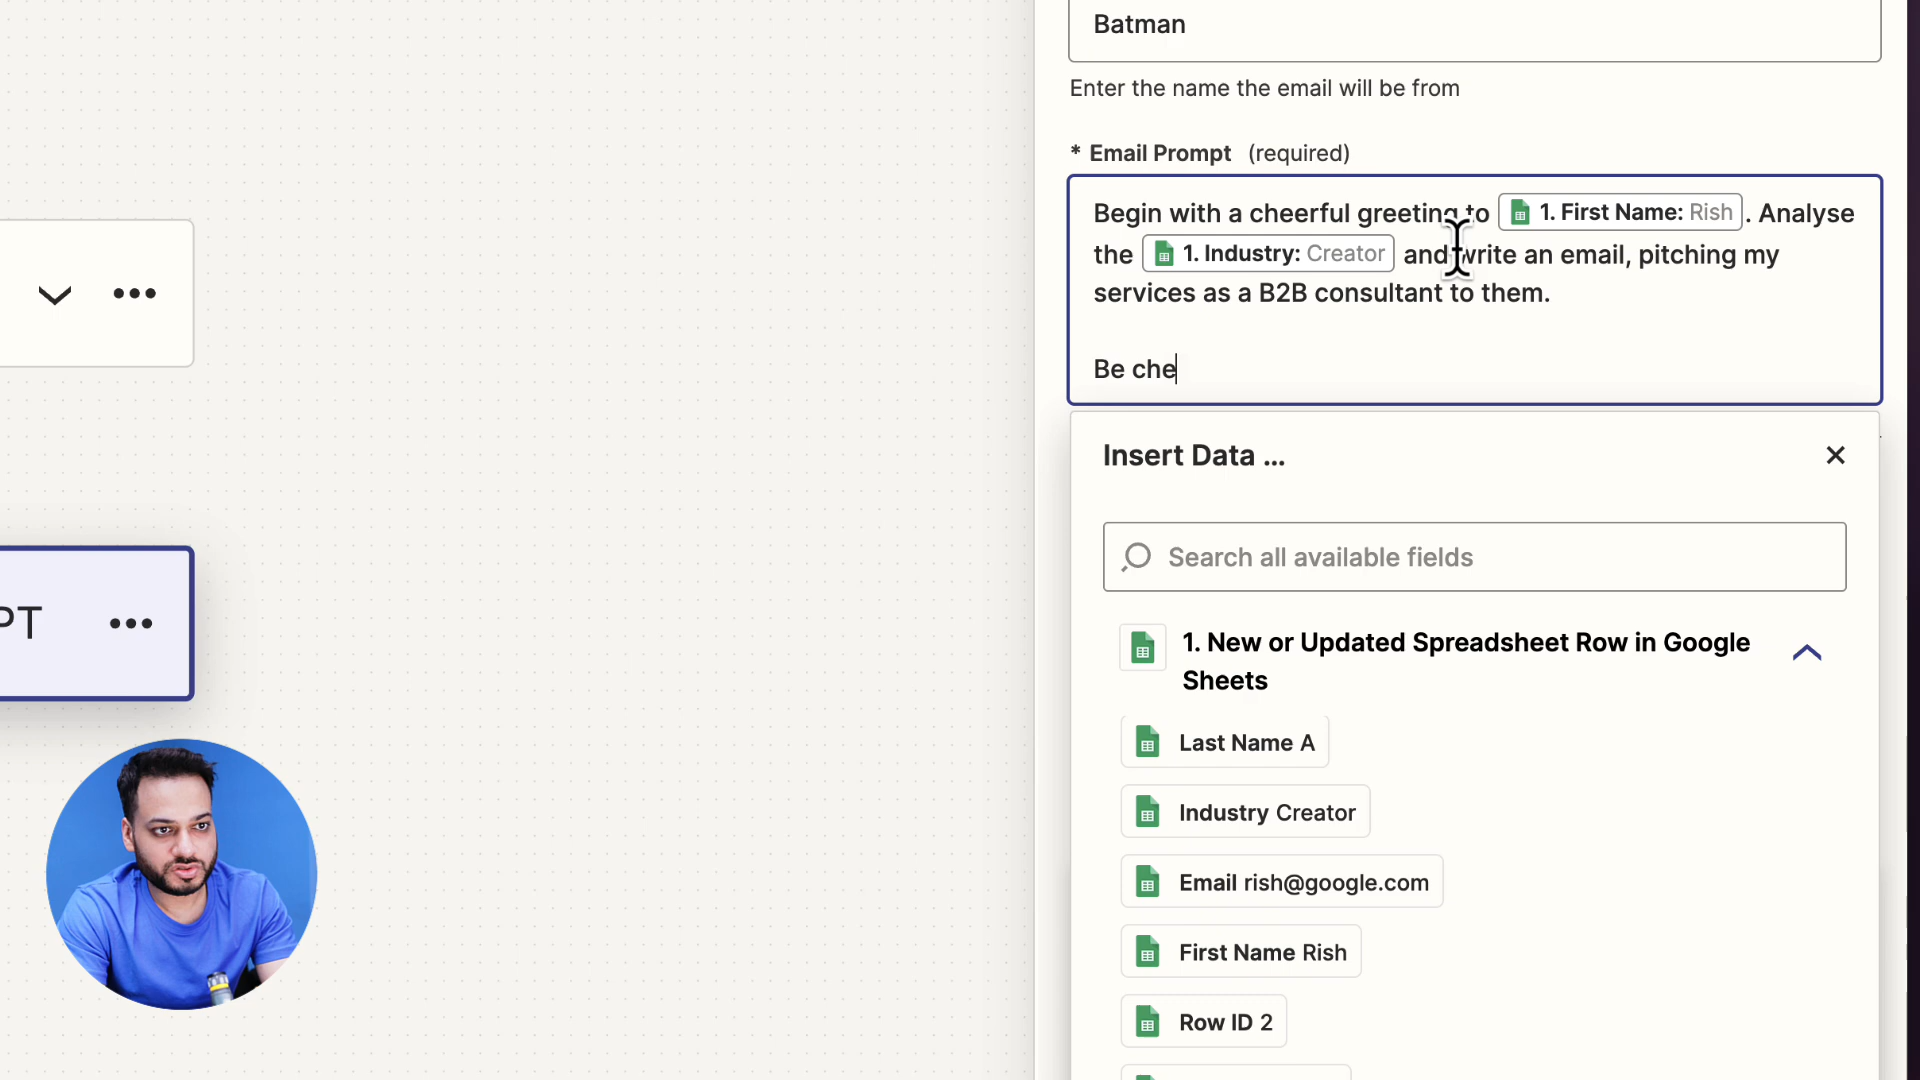 Batman
Enter the name the email will be from
* Email Prompt (required)
Begin with a cheerful greeting to 1. First Name: Rish . Analyse
the 1. Industry: Creator and write an email, pitching my
services as a B2B consultant to them.
Be che
Insert Data ...
Search all available fields
1. New or Updated Spreadsheet Row in Google
Sheets
Last Name A
Industry Creator
Email rish@google.com
First Name Rish
Row ID 2
PT